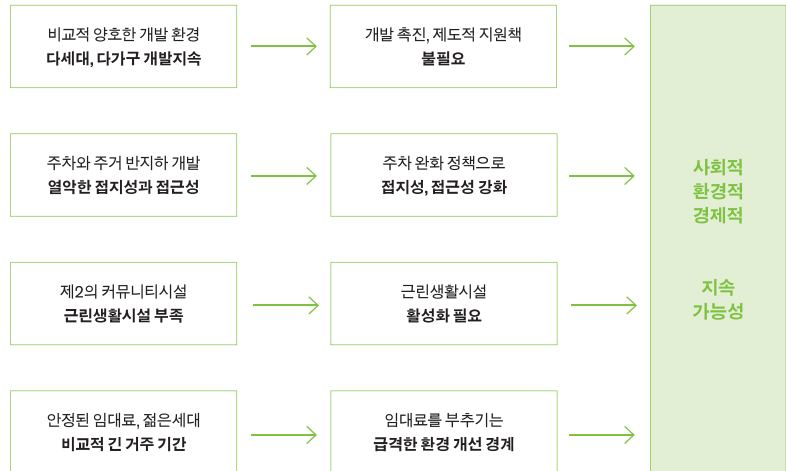 비교적 양호한 개발 환경
다세대, 다가구 개발지속
개발 촉진, 제도적 지원책
불필요
주차와 주거 반지하 개발
열악한 접지성과 접근성
주차 완화 정책으로
접지성, 접근성 강화
제2의 커뮤니티시설
근린생활시설 부족
근린생활시설
활성화 필요
안정된 임대료, 젊은세대
비교적 긴 거주 기간
임대료를 부추기는
급격한 환경 개선 경계
사회적
환경적
경제적
지속
가능성